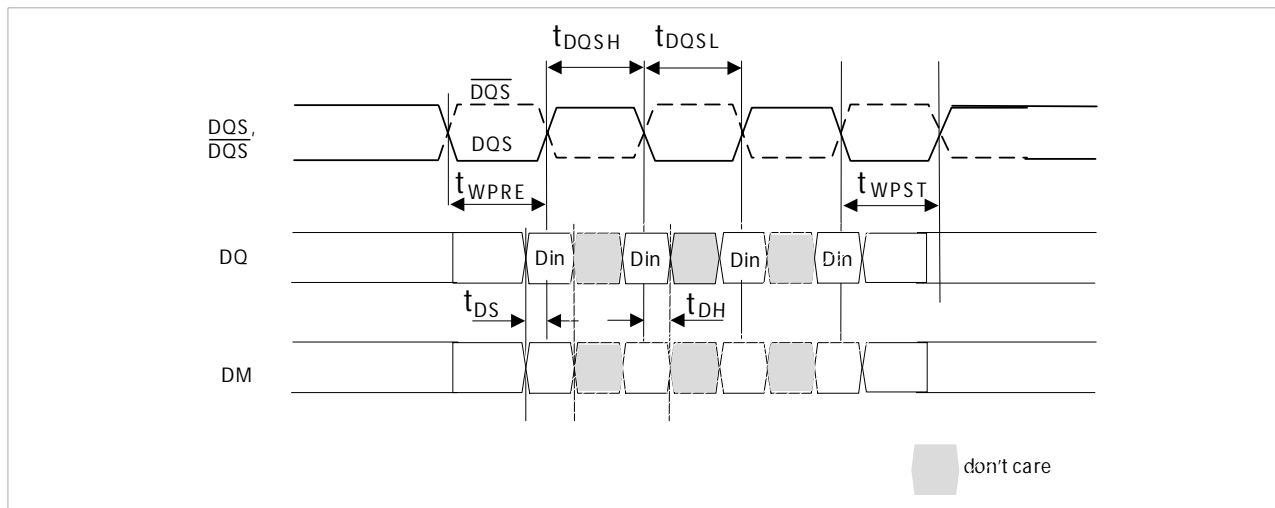 tDQSH tDQSL
DQS
DQS,
DQS
DQS
tWPRE tWPST
DQ Din Din Din Din
tDS tDH
DM
don't care